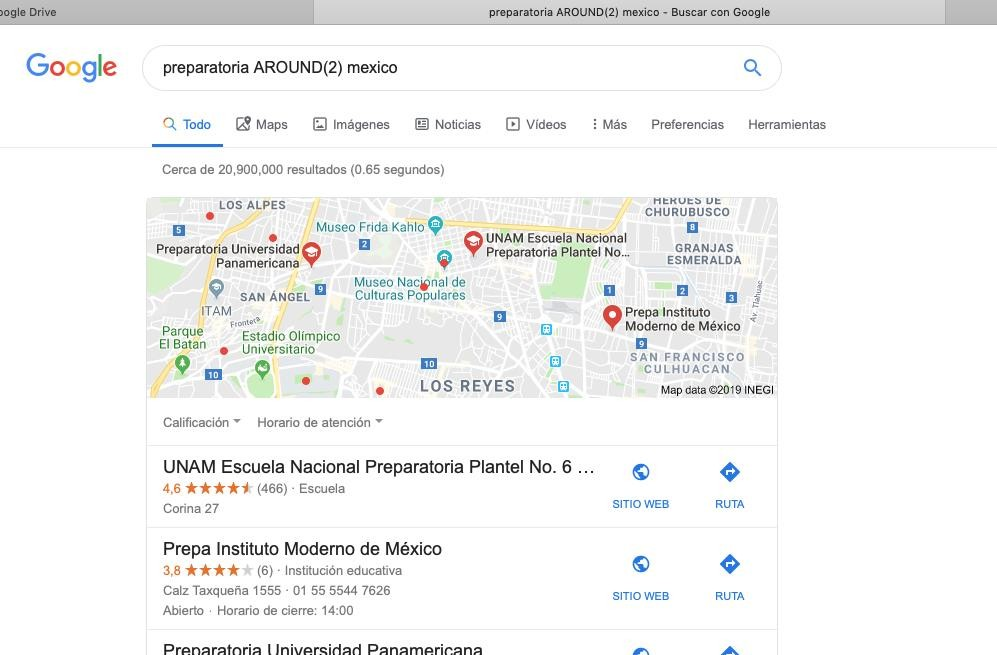 oogle Drive
preparatoria AROUND(2) mexico - Buscar con Google
Google
preparatoria AROUND(2) mexico
Todo Maps Imágenes Noticias Vídeos Más Preferencias Herramientas
Cerca de 20,900,000 resultados (0.65 segundos)
LOS ALPES
HÉROES DE
CHURUBUSCO
5
Museo Frida Kahlo
8
2
UNAM Escuela Nacional
Preparatoria Plantel No...
Preparatoria Universidad
Panamericana
GRANJAS
ESMERALDA
Museo Nacional de
Culturas Populares
9
SAN ÁNGEL
1
2
3
Av. Tláhuac
ITAM
Frontera
9
Prepa Instituto
Moderno de México
Parque
El Batan
Estadio Olímpico
Universitario
9
SAN FRANCISCO
CULHUACAN
10
10
LOS REYES
Map data ©2019 INEGI
Calificación Horario de atención
UNAM Escuela Nacional Preparatoria Plantel No. 6 ...
4,6 (466) · Escuela
Corina 27
SITIO WEB RUTA
Prepa Instituto Moderno de México
3,8 (6) · Institución educativa
Calz Taxqueña 1555 · 01 55 5544 7626
Abierto · Horario de cierre: 14:00
SITIO WEB RUTA
Preparatoria Universidad Panamericana